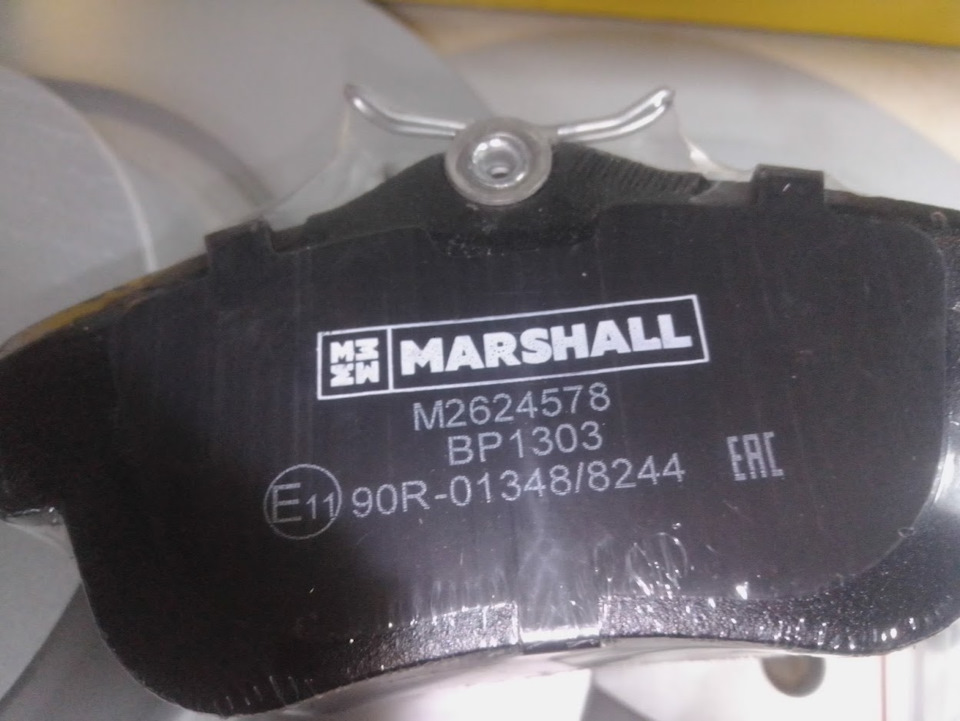 MARSHALL
M2624578
BP1303
E11 90R-01348/8244
EAC